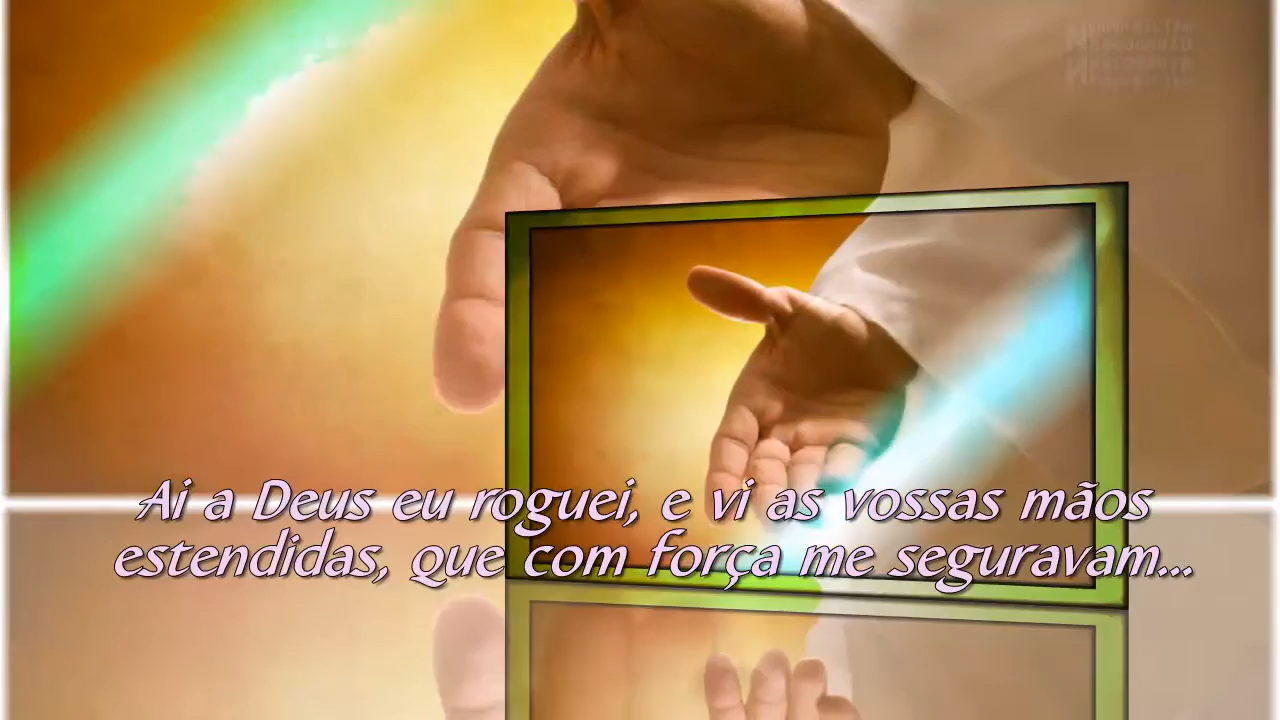 Ai a Deus eu roguei, e vi as vossas mãos
estendidas, que com força me seguravam...